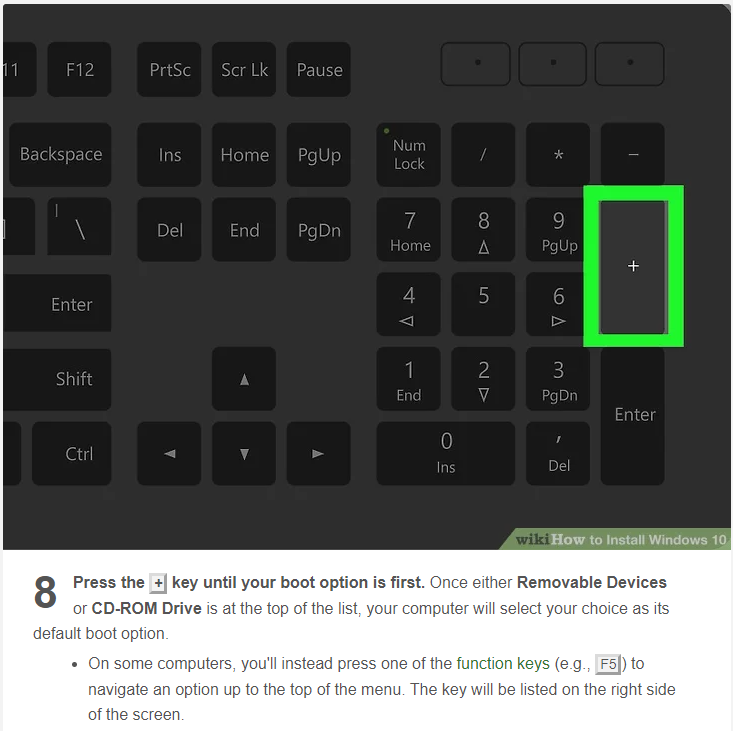 11 F12 PrtSc Scr Lk Pause
Backspace Ins Home PgUp Num Lock / * −
] | \ Del End PgDn 7 Home 8 9 PgUp +
Enter 4 5 6
Shift 1 End 2 3 PgDn Enter
Ctrl 0 Ins ′ Del
wikiHow to Install Windows 10
8 Press the + key until your boot option is first. Once either Removable Devices
or CD-ROM Drive is at the top of the list, your computer will select your choice as its
default boot option.
• On some computers, you'll instead press one of the function keys (e.g., F5) to
navigate an option up to the top of the menu. The key will be listed on the right side
of the screen.